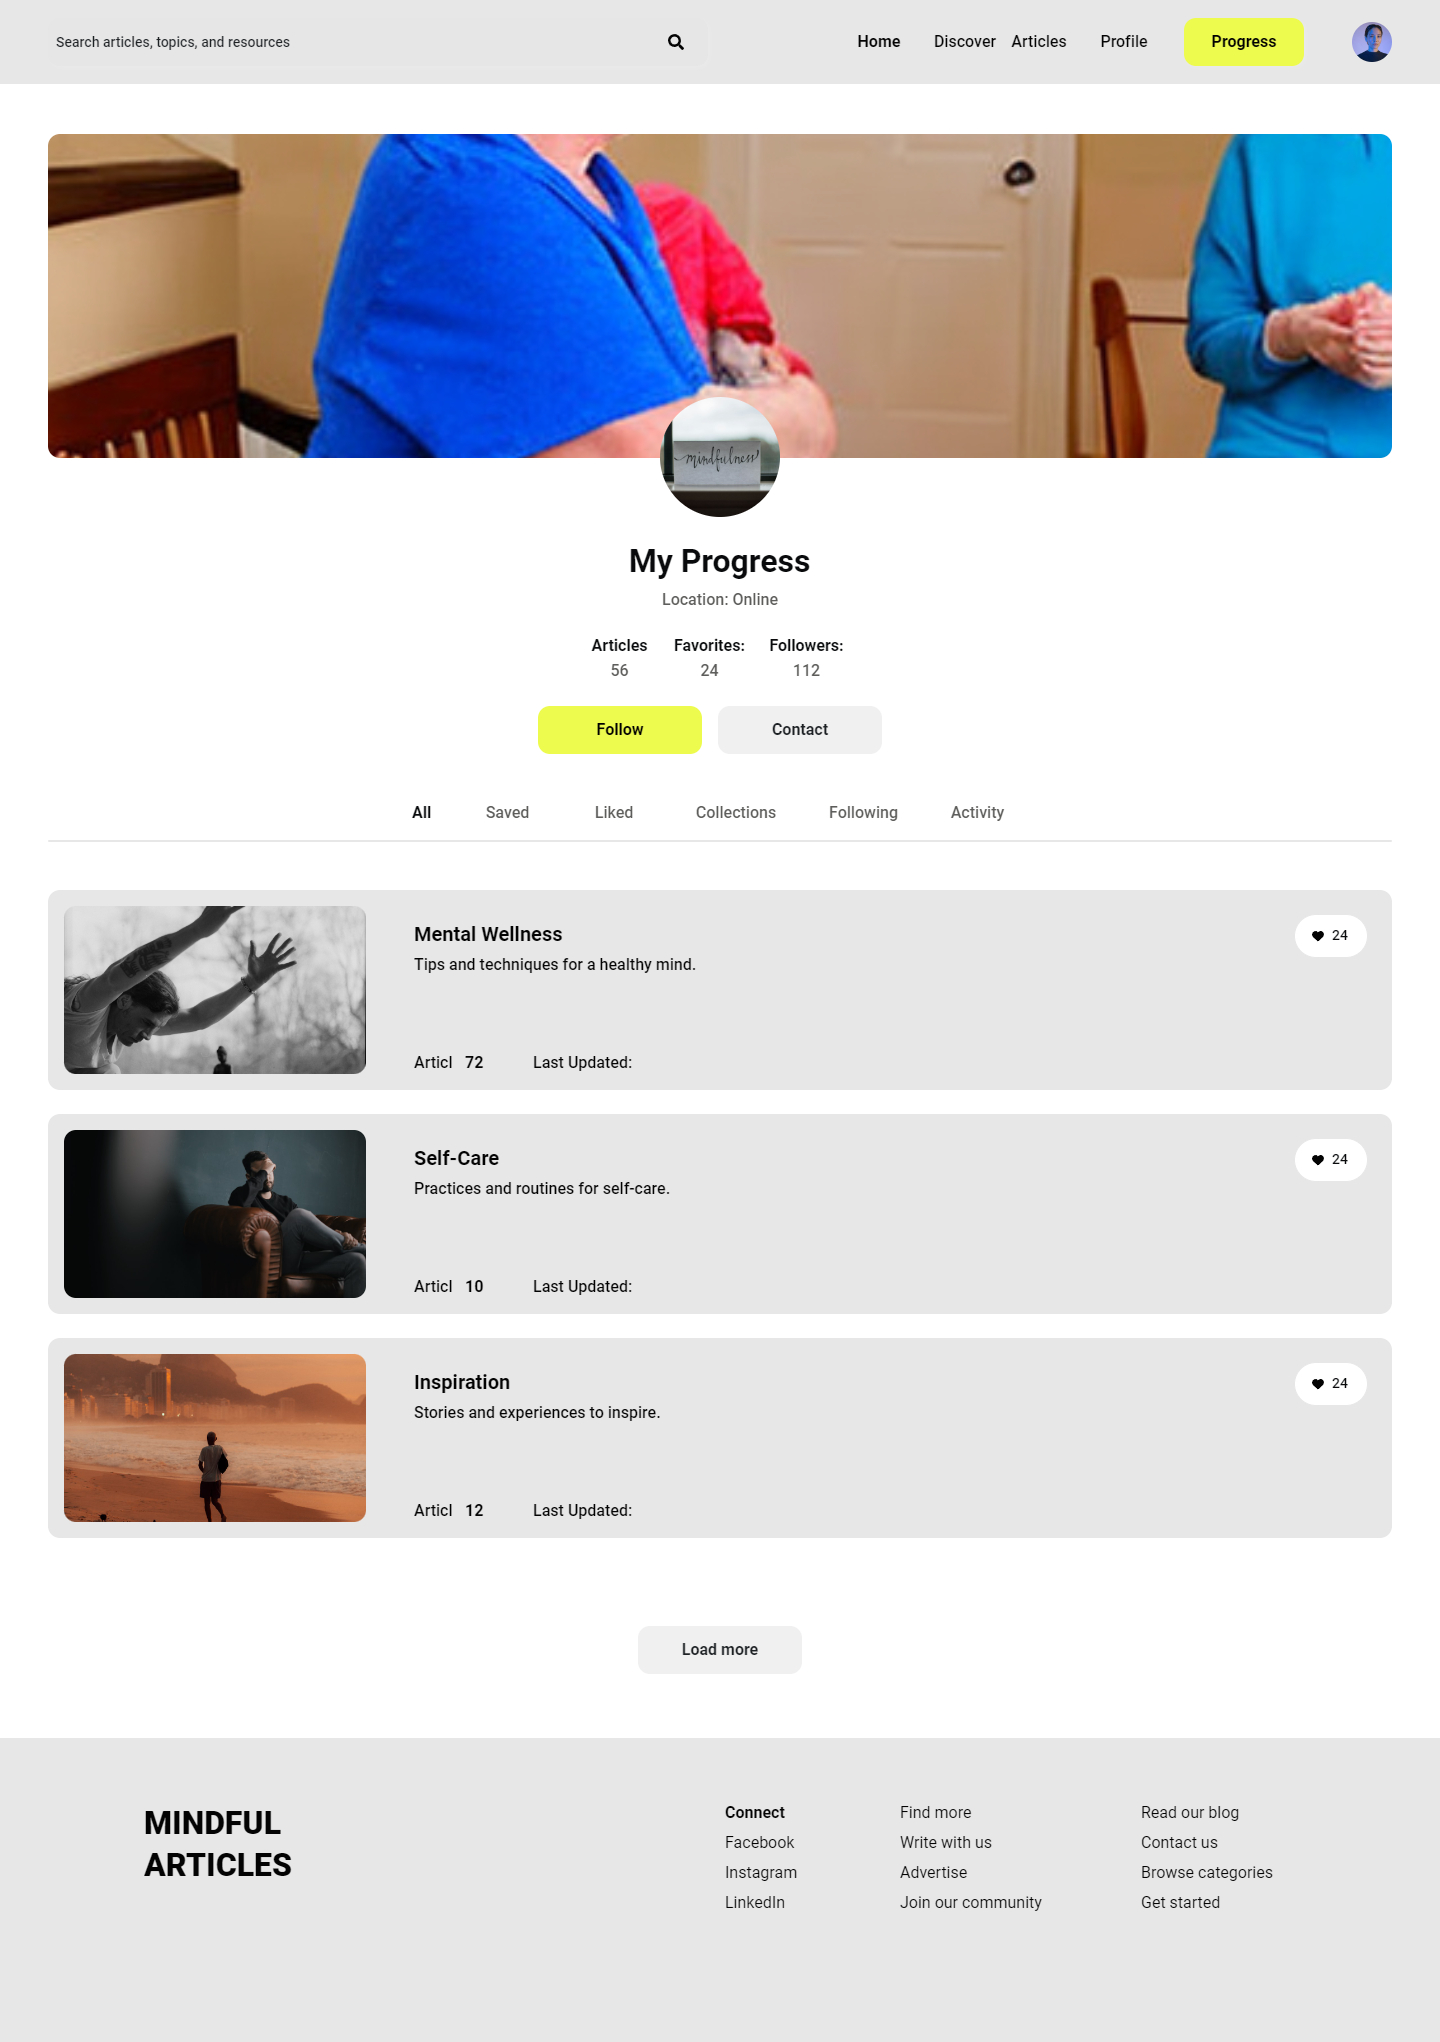 Search articles, topics, and resources
Home Discover Articles Profile Progress
mindfulness
My Progress
Location: Online
Articles Favorites: Followers:
56 24 112
Follow Contact
All Saved Liked Collections Following Activity
Mental Wellness
24
Tips and techniques for a healthy mind.
Articl 72 Last Updated:
Self-Care
24
Practices and routines for self-care.
Articl 10 Last Updated:
Inspiration
24
Stories and experiences to inspire.
Articl 12 Last Updated:
Load more
MINDFUL
ARTICLES
Connect
Facebook
Instagram
LinkedIn
Find more
Write with us
Advertise
Join our community
Read our blog
Contact us
Browse categories
Get started